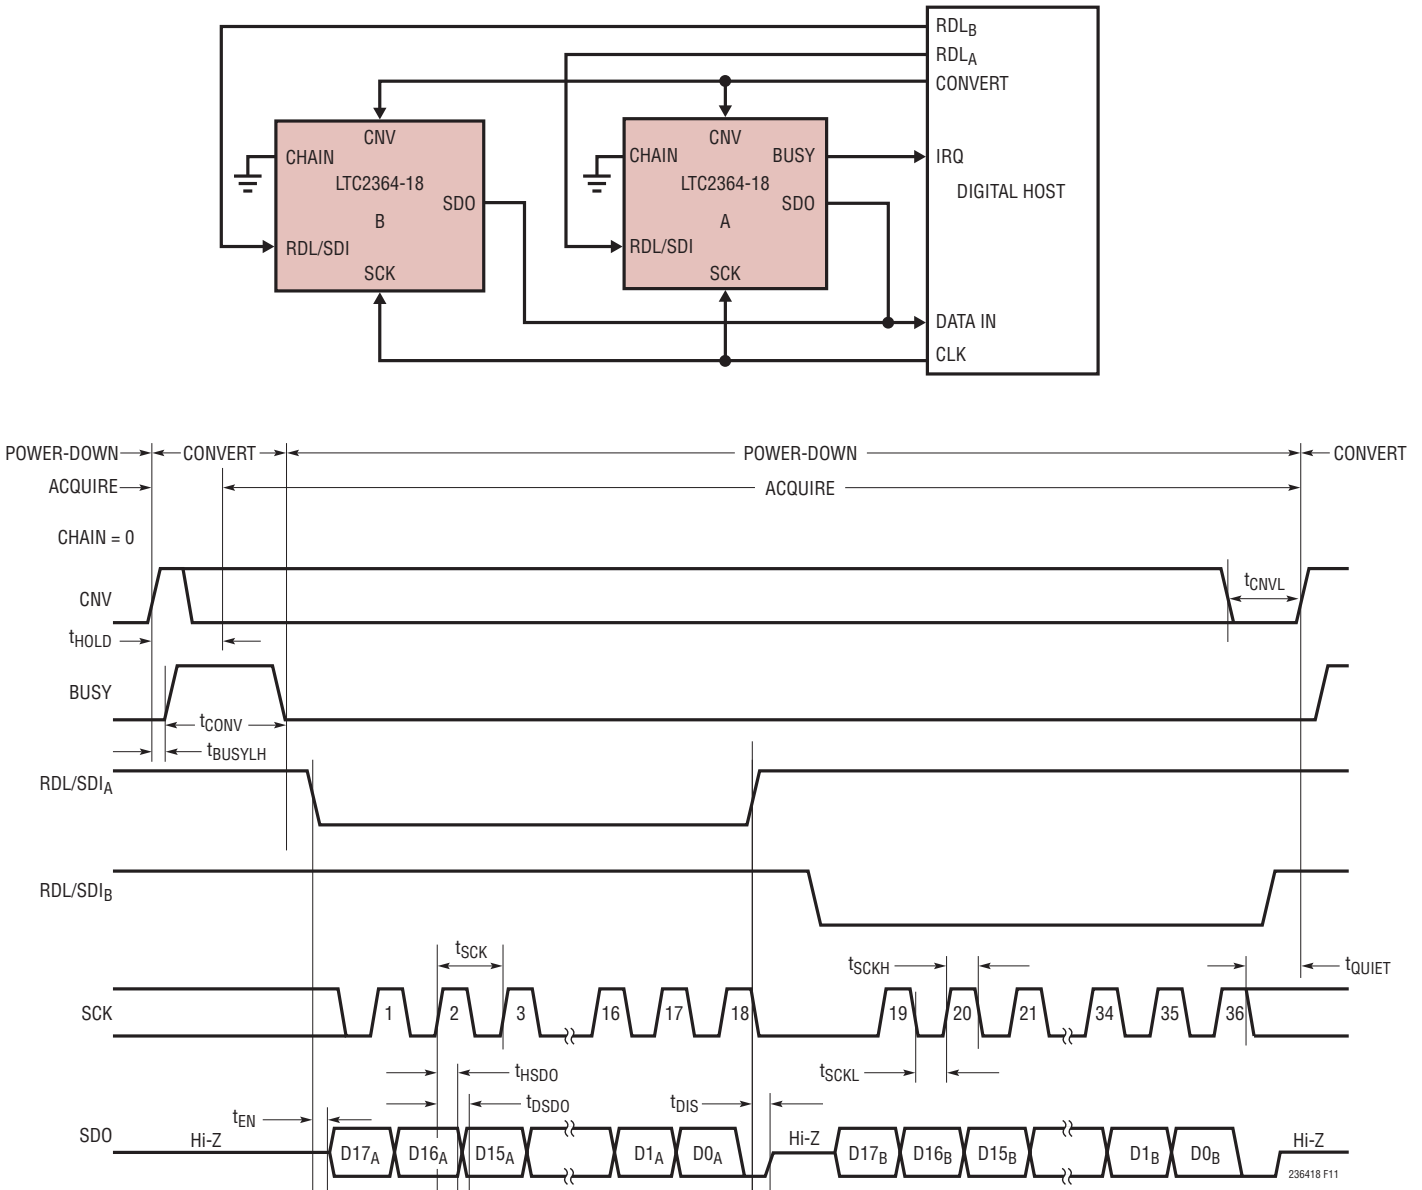 RDLB
RDLA
CONVERT
CNV
CNV
CHAIN
CHAIN
BUSY
IRQ
LTC2364-18
LTC2364-18
DIGITAL HOST
SDO
SDO
B
A
RDL/SDI
RDL/SDI
SCK
SCK
DATA IN
CLK
POWER-DOWN
CONVERT
POWER-DOWN
CONVERT
ACQUIRE
ACQUIRE
CHAIN = 0
CNV
tCNVL
tHOLD
BUSY
tCONV
tBUSYLH
RDL/SDIA
RDL/SDIB
tSCK
tSCKH
tQUIET
SCK
1 2 3 16 17 18 19 20 21 34 35 36
tHSDO
tSCKL
tEN
tDSDO
tDIS
SDO
Hi-Z
D17A D16A D15A D1A D0A
Hi-Z
D17B D16B D15B D1B D0B
Hi-Z
236418 F11